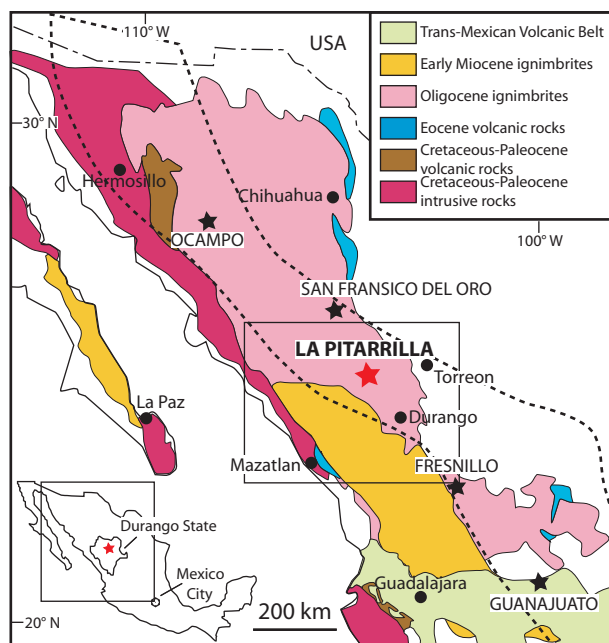 110°W
USA
Trans-Mexican Volcanic Belt
Early Miocene ignimbrites
Oligocene ignimbrites
Eocene volcanic rocks
Cretaceous-Paleocene
volcanic rocks
Cretaceous-Paleocene
intrusive rocks
30° N
Hermosillo
Chihuahua
OCAMPO
100°W
SAN FRANSICO DEL ORO
LA PITARRILLA
Torreon
La Paz
Durango
Mazatlan
FRESNILLO
Durango State
Mexico
City
Guadalajara
GUANAJUATO
20° N
200 km